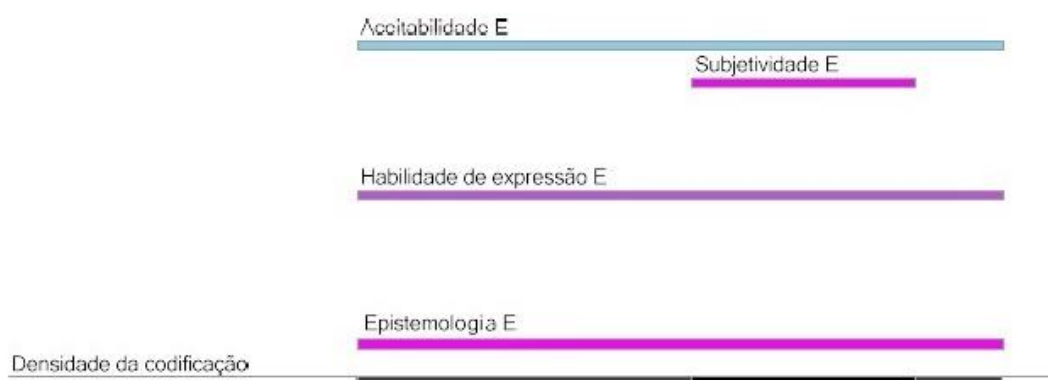 Aceitabilidade E
Subjetividade E
Habilidade de expressão E
Epistemologia E
Densidade da codificação